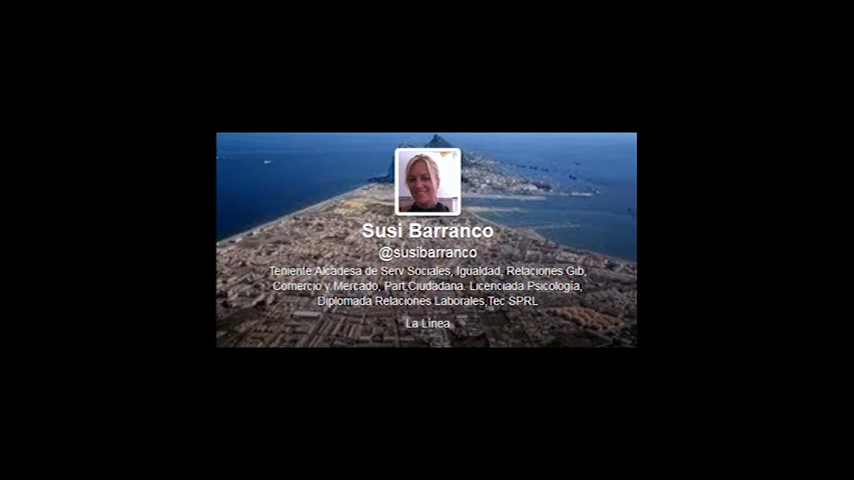 Susi Barranco
@susibarranco
Teniente Alcadesa de Serv Sociales, Igualdad, Relaciones Gib,
Comercio y Mercado, Part.Ciudadana. Licenciada Psicología,
Diplomada Relaciones Laborales,Tec SPRL
La Línea